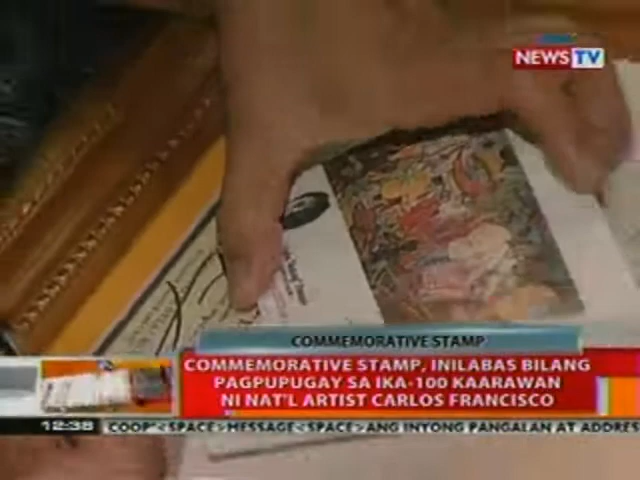 NEWS TV
COMMEMORATIVE STAMP
COMMEMORATIVE STAMP, INILABAS BILANG
PAGPUPUGAY SA IKA-100 KAARAWAN
NI NAT'L ARTIST CARLOS FRANCISCO
12:38 COOP<SPACE>MESSAGE<SPACE>ANG INYONG PANGALAN AT ADDRES